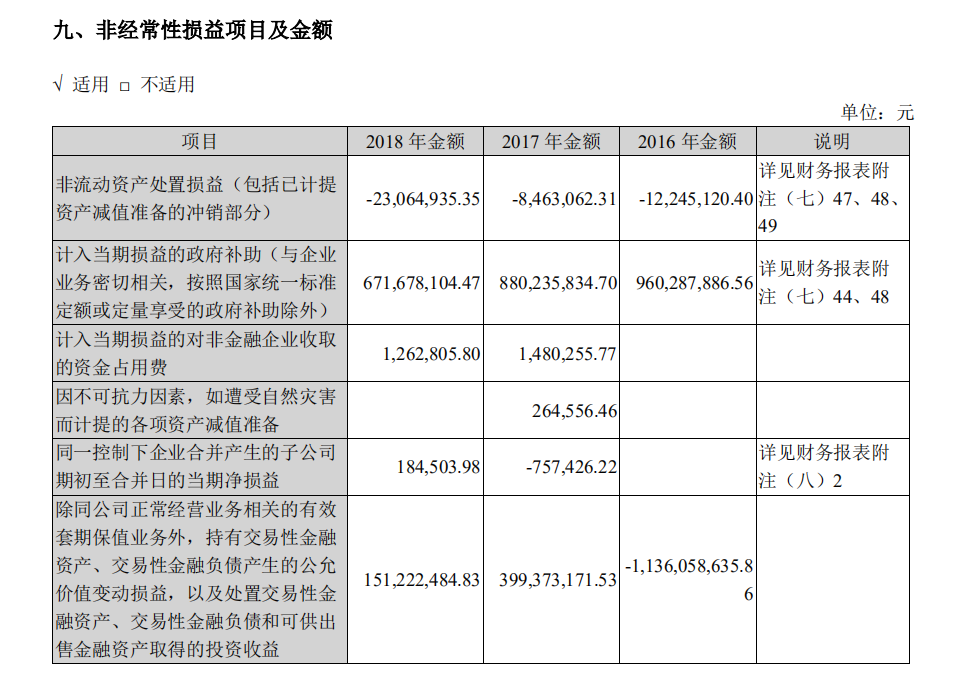 九、非经常性损益项目及金额
√ 适用 □ 不适用
单位：元
项目 2018 年金额 2017 年金额 2016 年金额 说明
非流动资产处置损益（包括已计提
资产减值准备的冲销部分）
-23,064,935.35 -8,463,062.31 -12,245,120.40
详见财务报表附
注（七）47、48、
49
计入当期损益的政府补助（与企业
业务密切相关，按照国家统一标准
定额或定量享受的政府补助除外）
671,678,104.47 880,235,834.70 960,287,886.56
详见财务报表附
注（七）44、48
计入当期损益的对非金融企业收取
的资金占用费
1,262,805.80 1,480,255.77
因不可抗力因素，如遭受自然灾害
而计提的各项资产减值准备
264,556.46
同一控制下企业合并产生的子公司
期初至合并日的当期净损益
184,503.98 -757,426.22
详见财务报表附
注（八）2
除同公司正常经营业务相关的有效
套期保值业务外，持有交易性金融
资产、交易性金融负债产生的公允
价值变动损益，以及处置交易性金
融资产、交易性金融负债和可供出
售金融资产取得的投资收益
151,222,484.83 399,373,171.53 -1,136,058,635.8
6